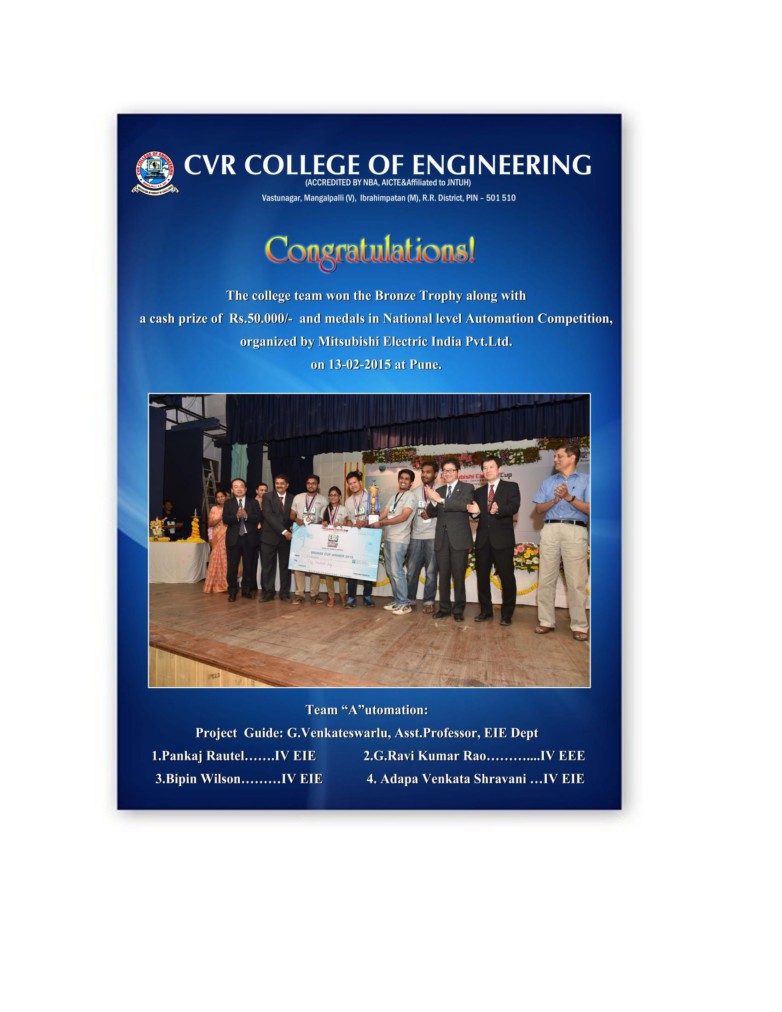 CVR COLLEGE OF ENGINEERING
(ACCREDITED BY NBA, AICTE&Affiliated to JNTUH)
Vastunagar, Mangalpalli (V), Ibrahimpatan (M), R.R. District, PIN – 501 510
Congratulations!
The college team won the Bronze Trophy along with
a cash prize of Rs.50.000/- and medals in National level Automation Competition,
organized by Mitsubishi Electric India Pvt.Ltd.
on 13-02-2015 at Pune.
Cup
Team “A”utomation:
Project Guide: G.Venkateswarlu, Asst.Professor, EIE Dept
1.Pankaj Rautel.......IV EIE 2.G.Ravi Kumar Rao………....IV EEE
3.Bipin Wilson………IV EIE 4. Adapa Venkata Shravani …IV EIE